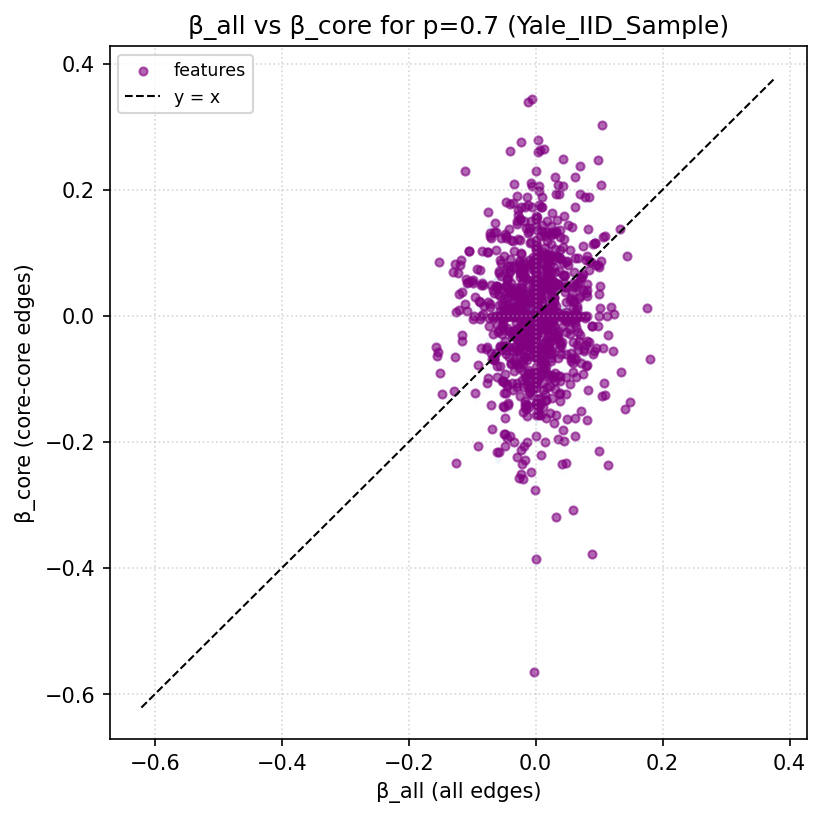 β_all vs β_core for p=0.7 (Yale_IID_Sample)
features
y = x
0.4
0.2
0.0
−0.2
−0.4
−0.6
β_core (core-core edges)
−0.6
−0.4
−0.2
0.0
0.2
0.4
β_all (all edges)